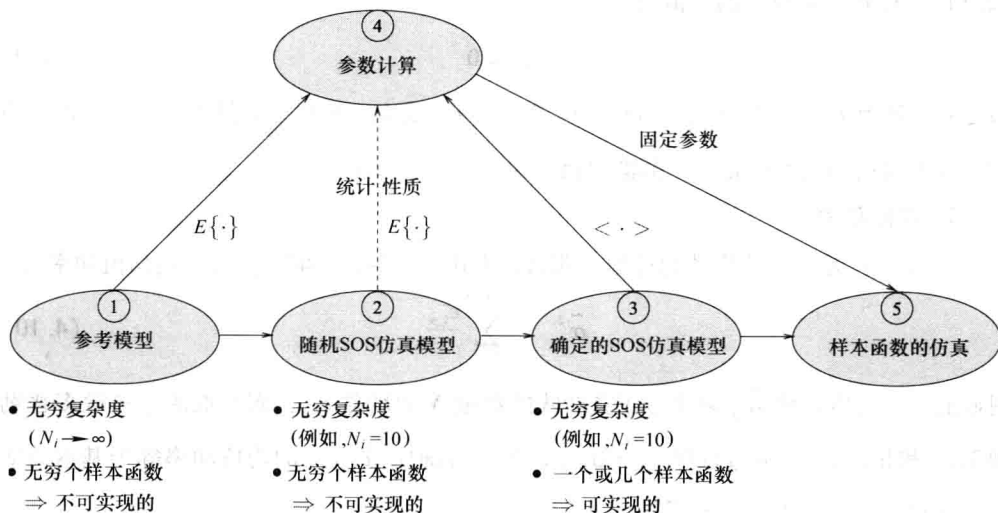 ④
参数计算
固定参数
统计 性质
E{·}
E{·}
< · >
①
参考模型
②
随机SOS仿真模型
③
确定的SOS仿真模型
⑤
样本函数的仿真
(4. 10
• 无穷复杂度
(N_i→∞)
• 无穷个样本函数
⇒ 不可实现的
• 无穷复杂度
(例如,N_i=10)
• 无穷个样本函数
⇒ 不可实现的
• 无穷复杂度
(例如,N_i=10)
• 一个或几个样本函数
⇒ 可实现的